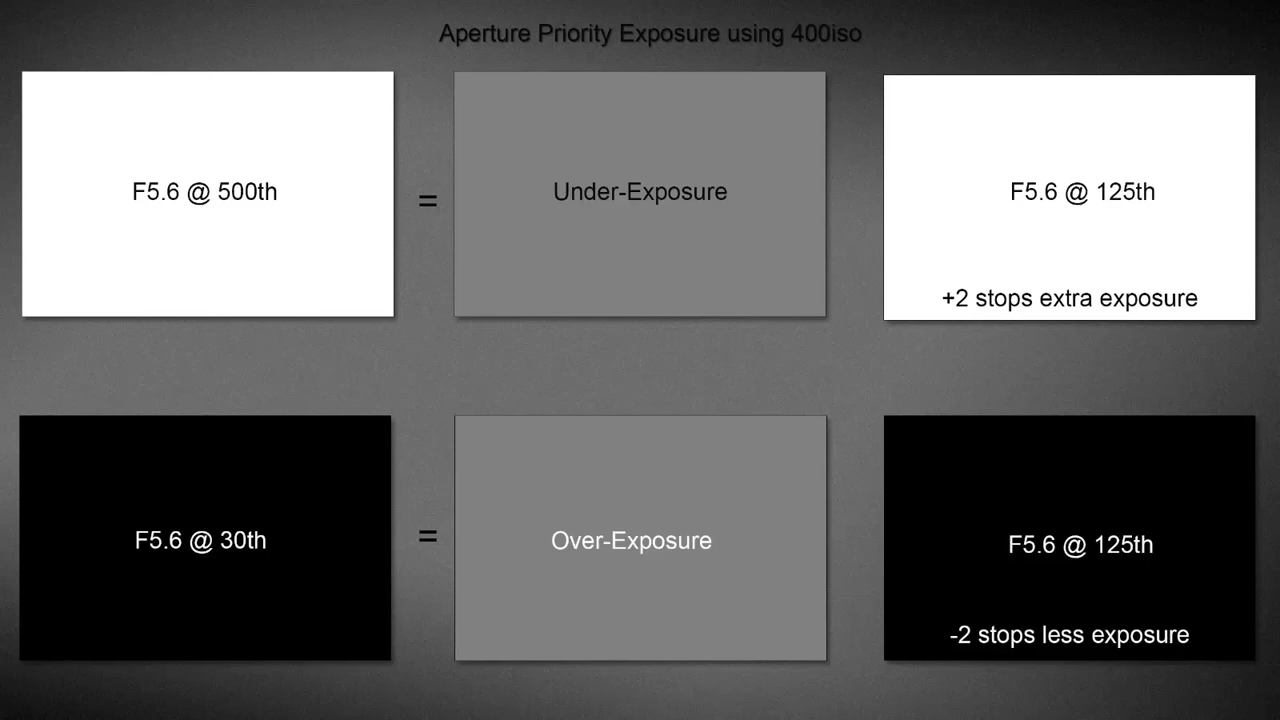 Aperture Priority Exposure using 400iso
F5.6 @ 500th
=
Under-Exposure
F5.6 @ 125th
+2 stops extra exposure
F5.6 @ 30th
=
Over-Exposure
F5.6 @ 125th
-2 stops less exposure